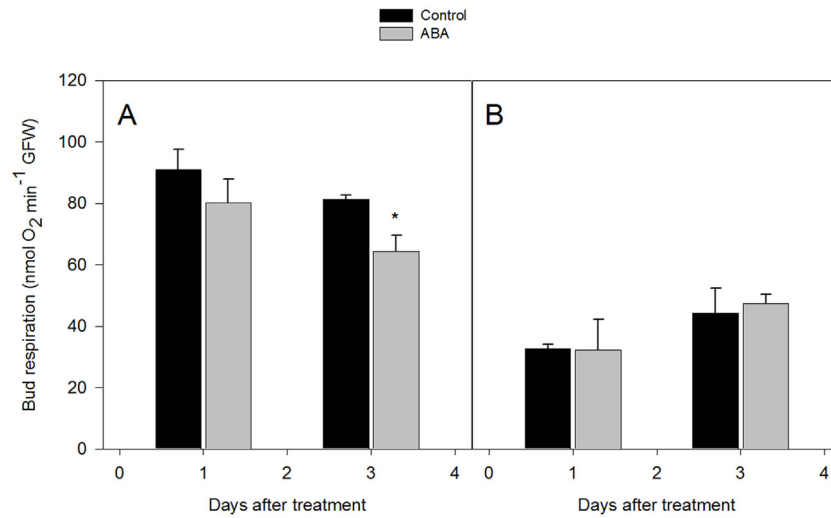 Control
ABA
Bud respiration (nmol O2 min-1 GFW)
120
100
80
60
40
20
0
A
*
B
0 1 2 3 4
0 1 2 3 4
Days after treatment
Days after treatment